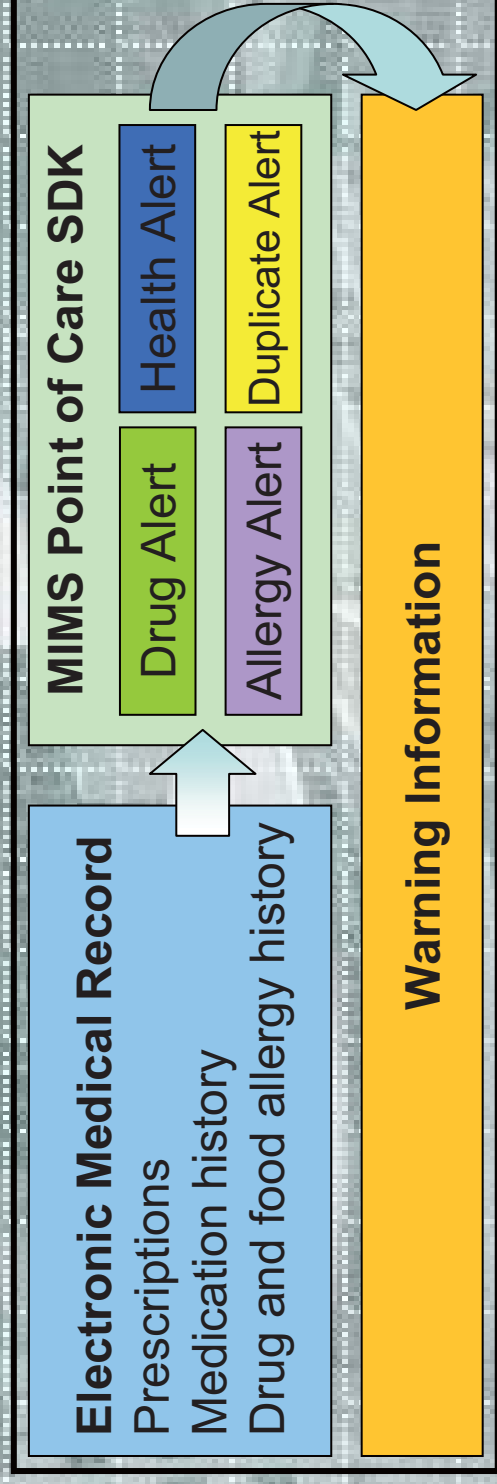 Electronic Medical Record
Prescriptions
Medication history
Drug and food allergy history
MIMS Point of Care SDK
Drug Alert
Health Alert
Allergy Alert
Duplicate Alert
Warning Information